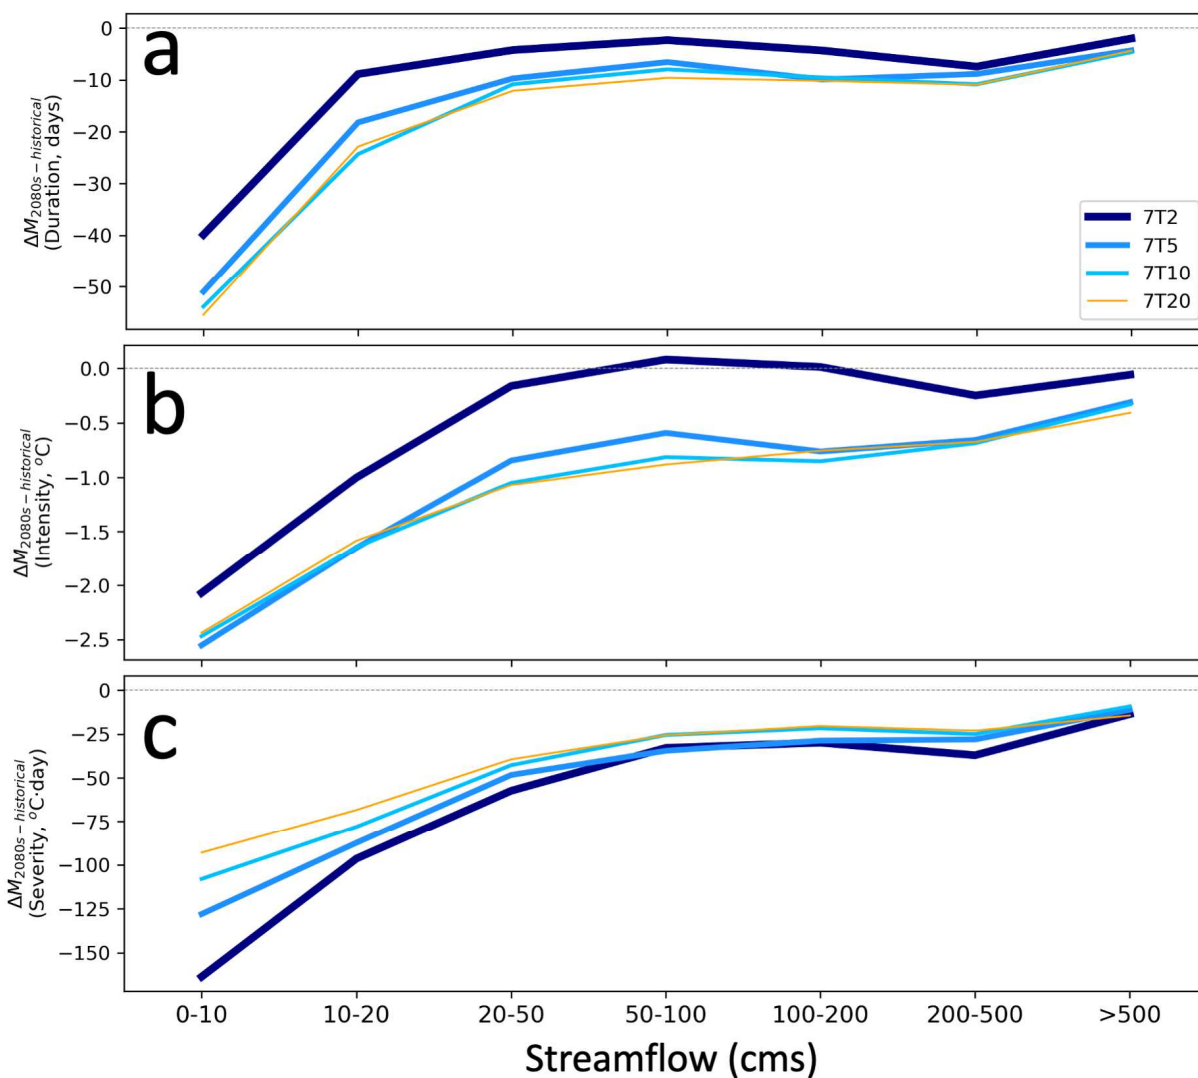 a
0
−10
−20
−30
−40
−50
ΔM2080s−historical
(Duration, days)
7T2
7T5
7T10
7T20
b
0.0
−0.5
−1.0
−1.5
−2.0
−2.5
ΔM2080s−historical
(Intensity, °C)
c
0
−25
−50
−75
−100
−125
−150
ΔM2080s−historical
(Severity, °C·day)
0-10 10-20 20-50 50-100 100-200 200-500 >500
Streamflow (cms)